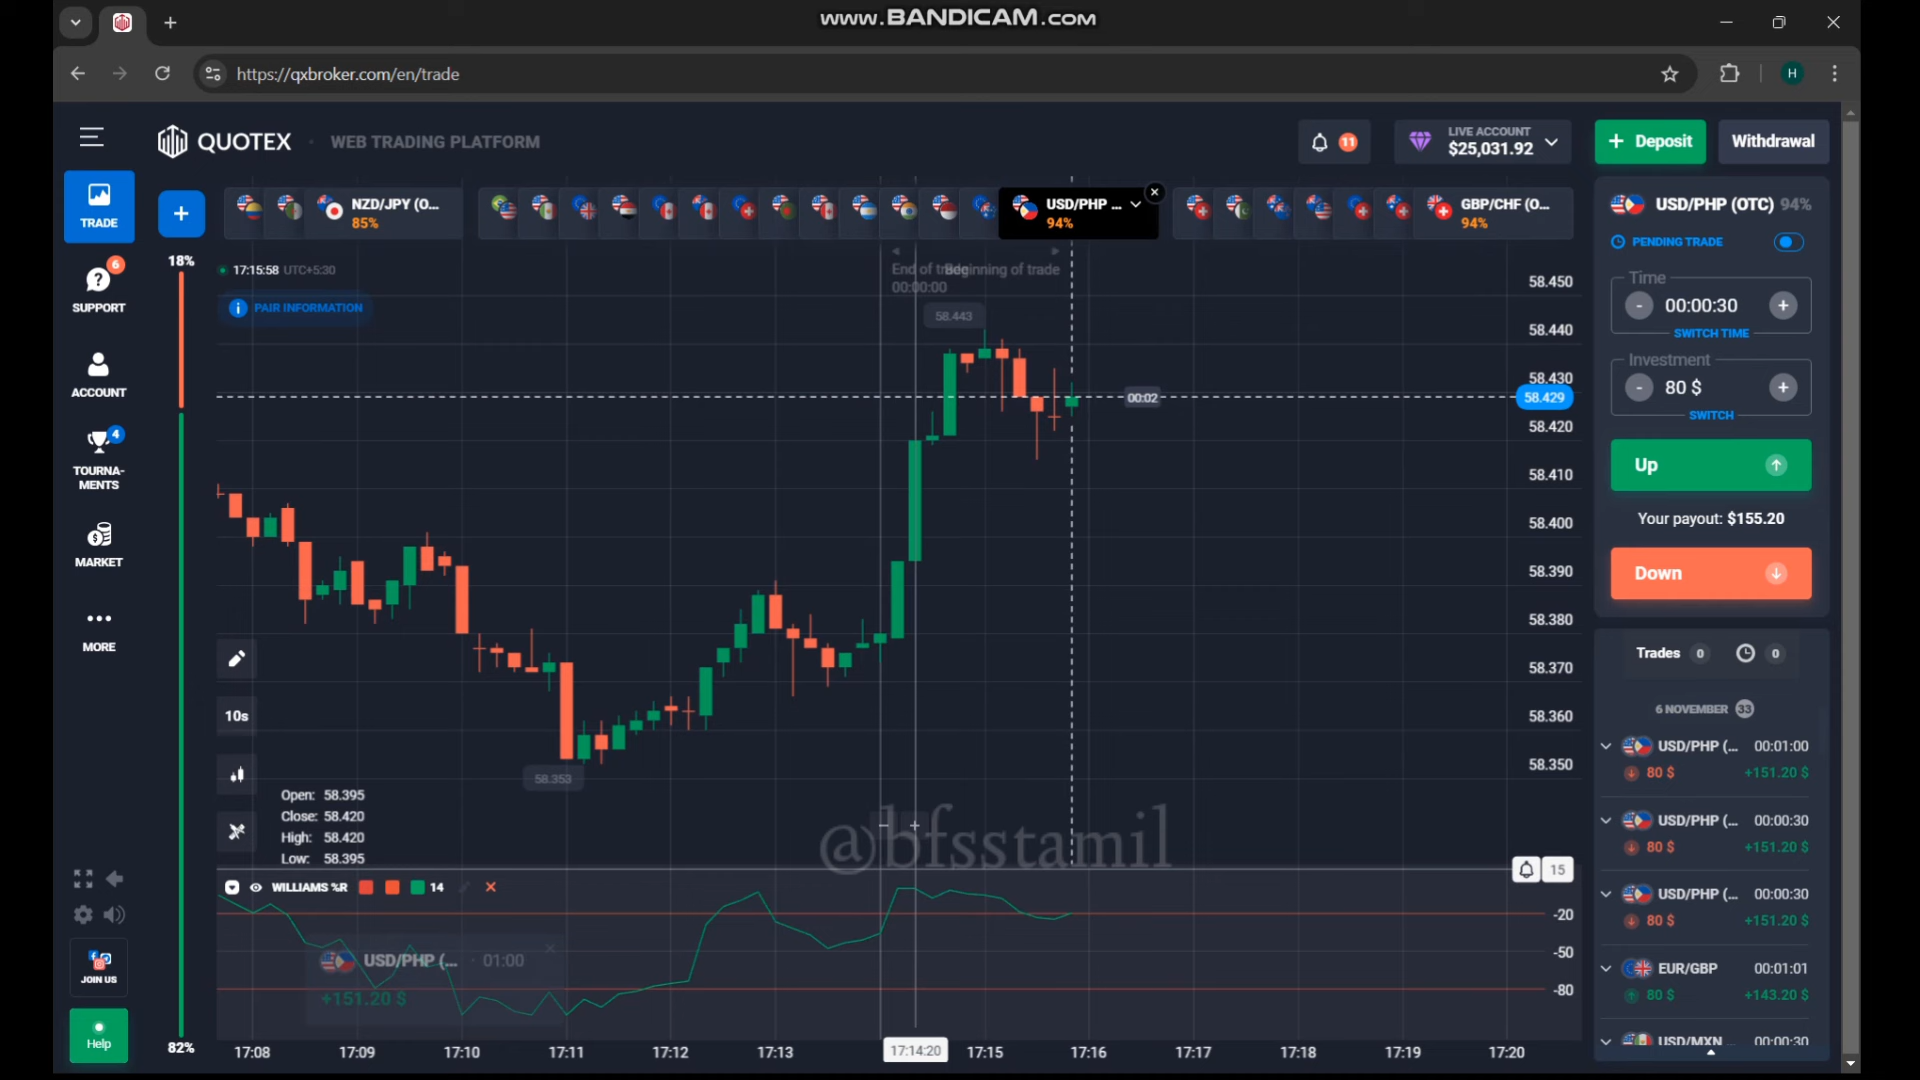 www.BANDICAM.com
https://qxbroker.com/en/trade
H
QUOTEX
WEB TRADING PLATFORM
11
LIVE ACCOUNT
$25,031.92
+ Deposit
Withdrawal
TRADE
+
NZD/JPY (O...
85%
USD/PHP ...
94%
GBP/CHF (O...
94%
USD/PHP (OTC) 94%
PENDING TRADE
Time
- 00:00:30 +
SWITCH TIME
Investment
- 80 $ +
SWITCH
Up
Your payout: $155.20
Down
6
SUPPORT
ACCOUNT
4
TOURNA-
MENTS
MARKET
MORE
JOIN US
Help
18%
82%
17:15:58 UTC+5:30
PAIR INFORMATION
End of trade
00:00:00
Beginning of trade
58.443
58.353
00:02
58.450
58.440
58.430
58.429
58.420
58.410
58.400
58.390
58.380
58.370
58.360
58.350
10s
Open: 58.395
Close: 58.420
High: 58.420
Low: 58.395
@bfsstamil
15
WILLIAMS %R
14
-20
-50
-80
USD/PHP (... · 01:00
+151.20 $
17:08
17:09
17:10
17:11
17:12
17:13
17:14:20
17:15
17:16
17:17
17:18
17:19
17:20
Trades 0
0
6 NOVEMBER 33
USD/PHP (... 00:01:00
80 $ +151.20 $
USD/PHP (... 00:00:30
80 $ +151.20 $
USD/PHP (... 00:00:30
80 $ +151.20 $
EUR/GBP 00:01:01
80 $ +143.20 $
USD/MXN ... 00:00:30